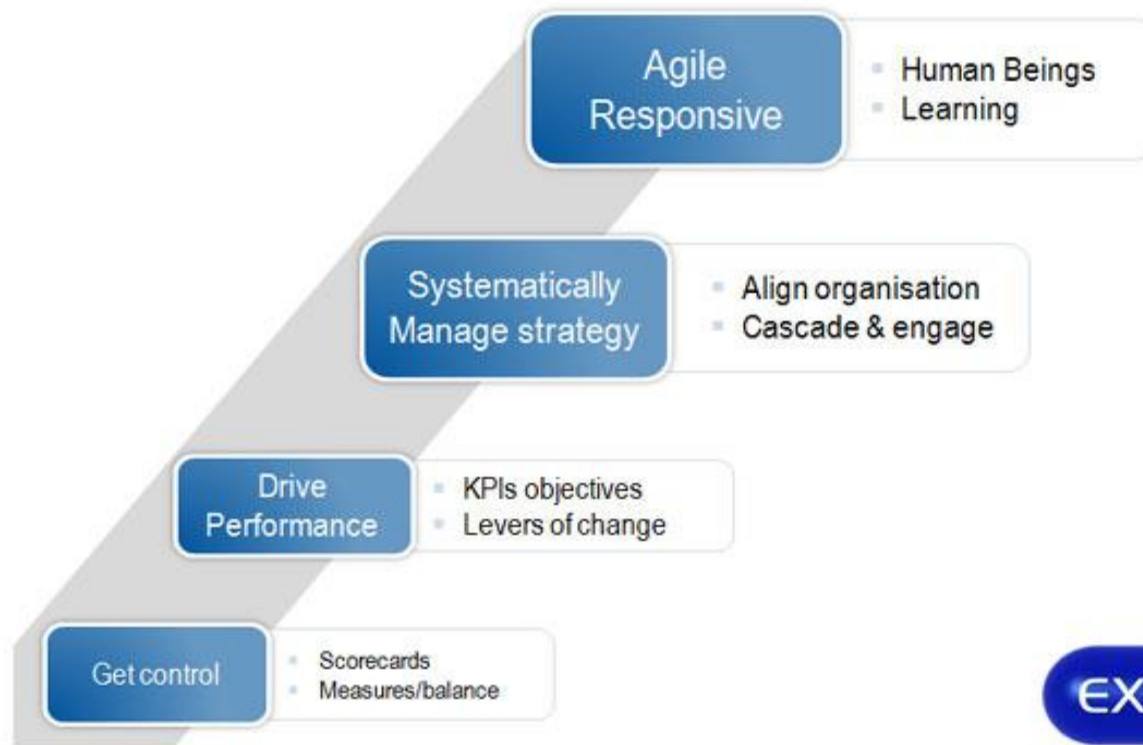 Agile
Responsive
Human Beings
Learning
Systematically
Manage strategy
Align organisation
Cascade & engage
Drive
Performance
KPIs objectives
Levers of change
Get control
Scorecards
Measures/balance
EX